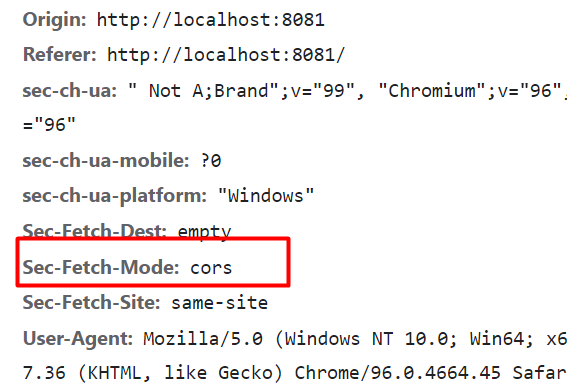 Origin: http://localhost:8081
Referer: http://localhost:8081/
sec-ch-ua: " Not A;Brand";v="99", "Chromium";v="96",
="96"
sec-ch-ua-mobile: ?0
sec-ch-ua-platform: "Windows"
Sec-Fetch-Dest: empty
Sec-Fetch-Mode: cors
Sec-Fetch-Site: same-site
User-Agent: Mozilla/5.0 (Windows NT 10.0; Win64; x6
7.36 (KHTML, like Gecko) Chrome/96.0.4664.45 Safar